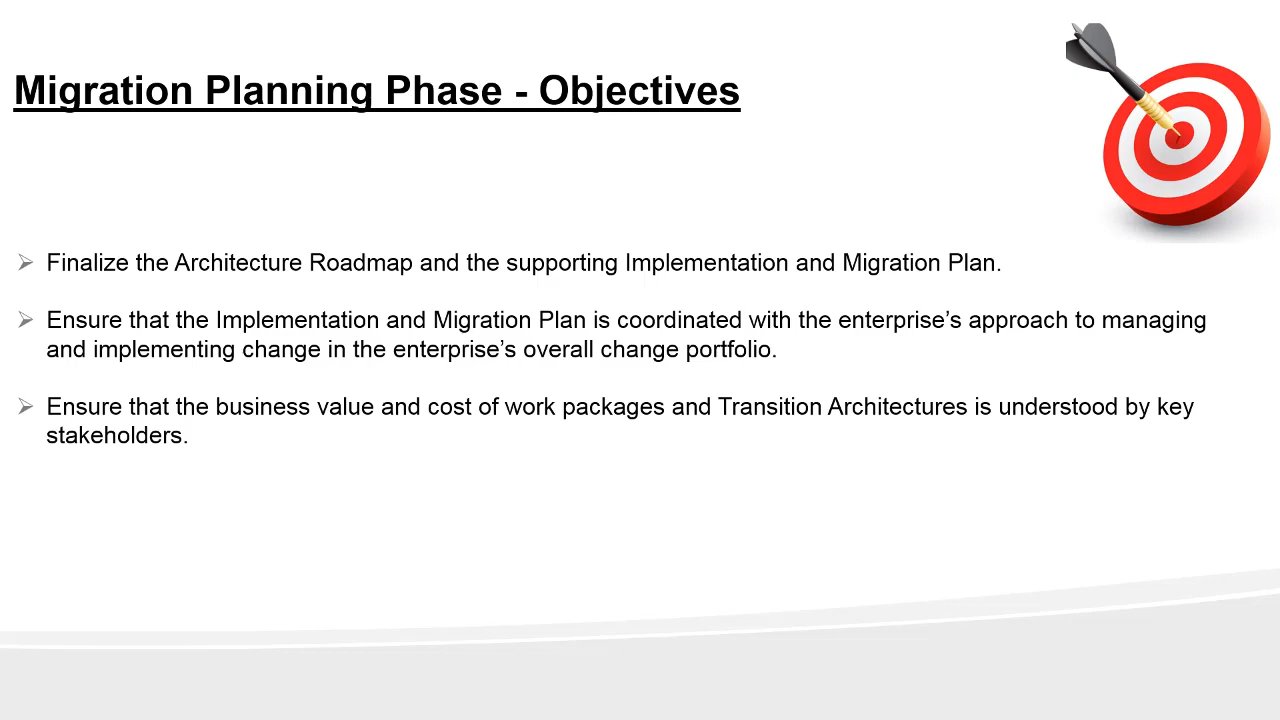 Migration Planning Phase - Objectives
Finalize the Architecture Roadmap and the supporting Implementation and Migration Plan.
Ensure that the Implementation and Migration Plan is coordinated with the enterprise’s approach to managing
and implementing change in the enterprise’s overall change portfolio.
Ensure that the business value and cost of work packages and Transition Architectures is understood by key
stakeholders.